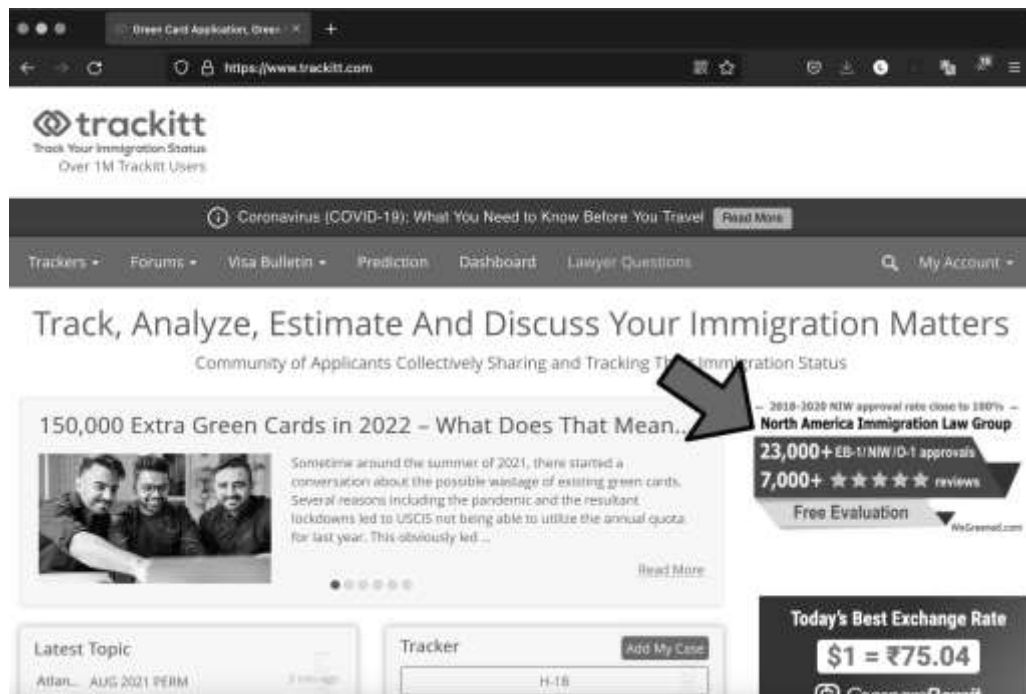 Green Card Application, Green
https://www.trackitt.com
trackitt
Track Your Immigration Status
Over 1M Trackitt Users
Coronavirus (COVID-19): What You Need to Know Before You Travel Read More
Trackers Forums Visa Bulletin Prediction Dashboard Lawyer Questions My Account
Track, Analyze, Estimate And Discuss Your Immigration Matters
Community of Applicants Collectively Sharing and Tracking Immigration Status
150,000 Extra Green Cards in 2022 – What Does That Mean...
Sometime around the summer of 2021, there started a
conversation about the possible wastage of existing green cards.
Several reasons including the pandemic and the resultant
lockdowns led to USCIS not being able to utilize the annual quota
for last year. This obviously led ...
Read More
– 2018-2020 NIW approval rate close to 100% –
North America Immigration Law Group
23,000+ EB-1/NIW/O-1 approvals
7,000+ reviews
Free Evaluation
WeGreened.com
Latest Topic
Atlan... AUG 2021 PERM
Tracker Add My Case
H-1B
Today's Best Exchange Rate
$1 = ₹75.04